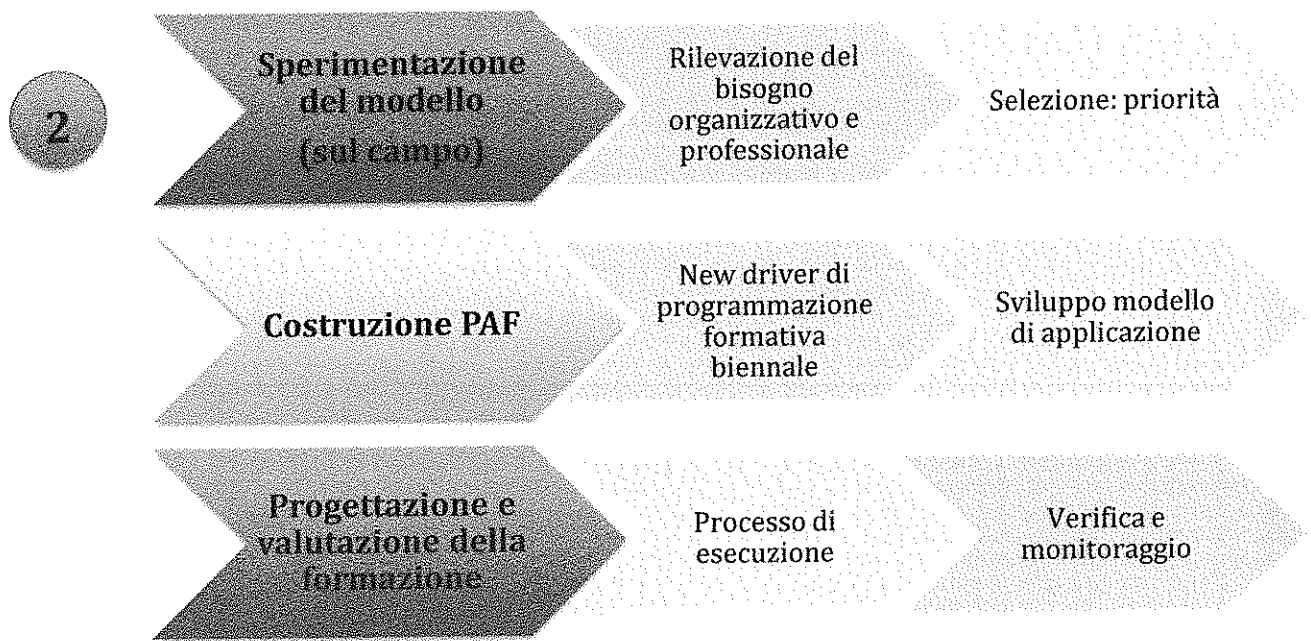 2
Sperimentazione
del modello
(sul campo)
Rilevazione del
bisogno
organizzativo e
professionale
Selezione: priorità
Costruzione PAF
New driver di
programmazione
formativa
biennale
Sviluppo modello
di applicazione
Progettazione e
valutazione della
formazione
Processo di
esecuzione
Verifica e
monitoraggio